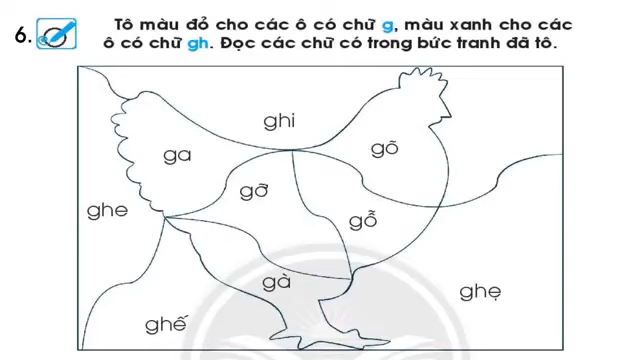 6. Tô màu đỏ cho các ô có chữ g, màu xanh cho các
ô có chữ gh. Đọc các chữ có trong bức tranh đã tô.
ghi
ga
gõ
gỡ
ghe
gỗ
gà
ghẹ
ghế